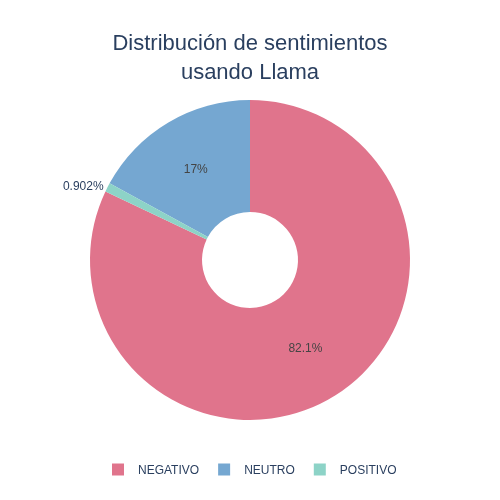 Distribución de sentimientos
usando Llama
17%
0.902%
82.1%
NEGATIVO
NEUTRO
POSITIVO